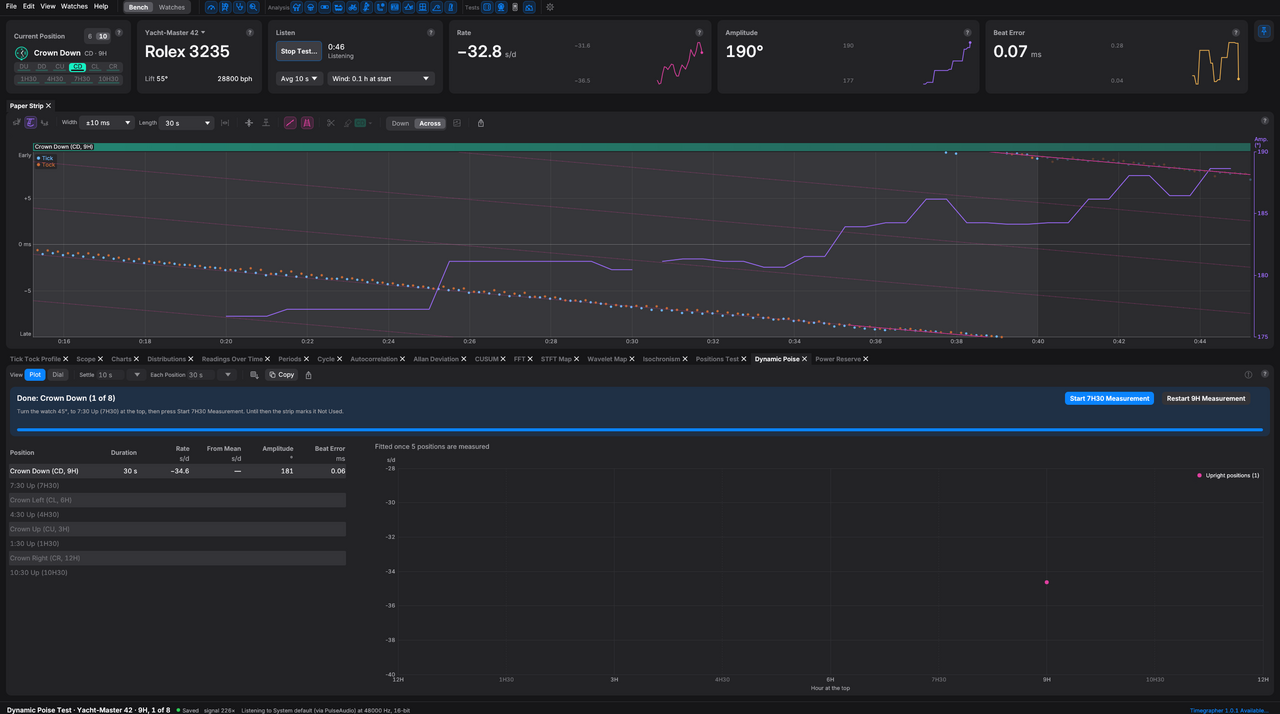 File Edit View Watches Help Bench Watches Analysis Tests
Current Position 6 10 ?
Crown Down CD · 9H
DU DD CU CD CL CR
1H30 4H30 7H30 10H30
Yacht-Master 42 ?
Rolex 3235
Lift 55° 28800 bph
Listen ?
Stop Test... 0:46
Listening
Avg 10 s Wind: 0.1 h at start
Rate ?
−32.8 s/d
−31.8
−36.5
Amplitude ?
190°
190
177
Beat Error ?
0.07 ms
0.28
0.04
Paper Strip
Width ±10 ms Length 30 s Down Across ?
Crown Down (CD, 9H)
Amp. (°)
Early
Tick
Tock
+5
0 ms
−5
Late
190
185
180
175
0:16 0:18 0:20 0:22 0:24 0:26 0:28 0:30 0:32 0:34 0:36 0:38 0:40 0:42 0:44
Tick Tock Profile Scope Charts Distributions Readings Over Time Periods Cycle Autocorrelation Allan Deviation CUSUM FFT STFT Map Wavelet Map Isochronism Positions Test Dynamic Poise Power Reserve
View Plot Dial Settle 10 s Each Position 30 s Copy ?
Done: Crown Down (1 of 8)
Turn the watch 45°, to 7:30 Up (7H30) at the top, then press Start 7H30 Measurement. Until then the strip marks it Not Used.
Start 7H30 Measurement Restart 9H Measurement
Position Duration Rate s/d From Mean s/d Amplitude ° Beat Error ms
Crown Down (CD, 9H) 30 s −34.6 — 181 0.06
7:30 Up (7H30)
Crown Left (CL, 6H)
4:30 Up (4H30)
Crown Up (CU, 3H)
1:30 Up (1H30)
Crown Right (CR, 12H)
10:30 Up (10H30)
Fitted once 5 positions are measured
s/d
−28
−30
−32
−34
−36
−38
−40
Upright positions (1)
12H 1H30 3H 4H30 6H 7H30 9H 10H30 12H
Hour at the top
Dynamic Poise Test · Yacht-Master 42 · 9H, 1 of 8 Saved signal 226× Listening to System default (via PulseAudio) at 48000 Hz, 16-bit
Timegrapher 1.0.1 Available...